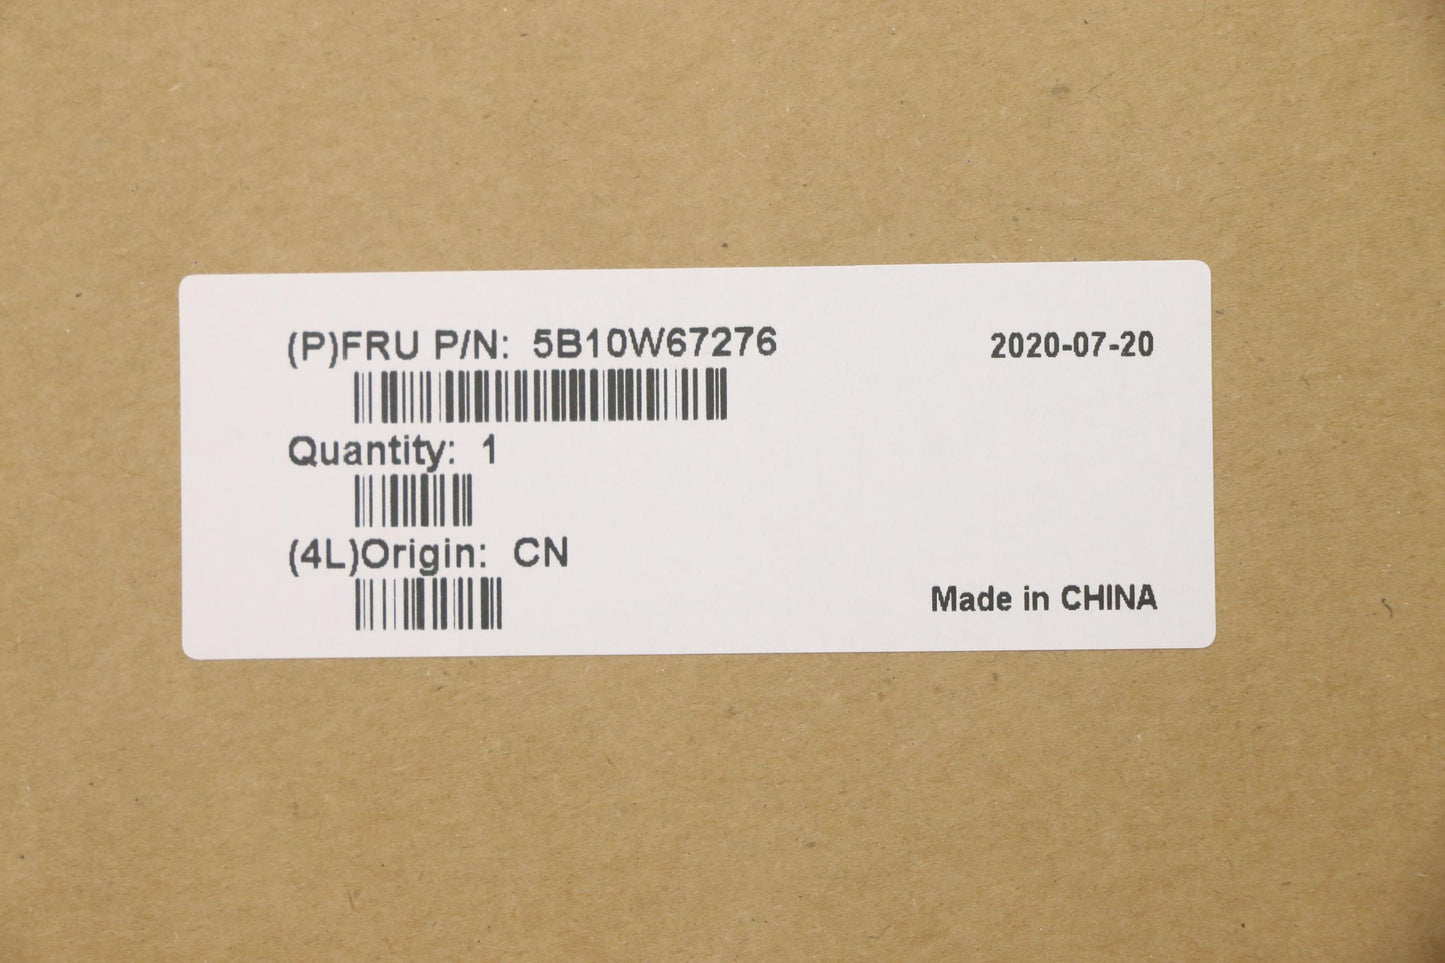 (P)FRU P/N: 5B10W67276
2020-07-20
Quantity: 1
(4L)Origin: CN
Made in CHINA